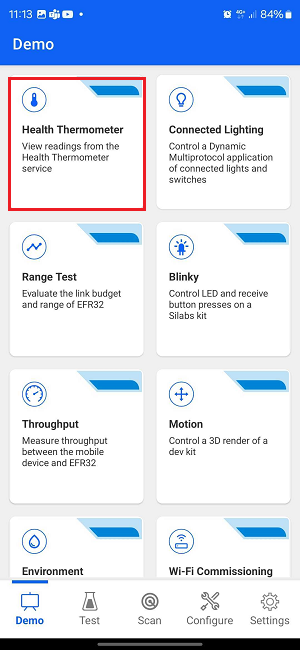 11:13
4G+
84%
Demo
Health Thermometer
View readings from the
Health Thermometer
service
Connected Lighting
Control a Dynamic
Multiprotocol application
of connected lights and
switches
Range Test
Evaluate the link budget
and range of EFR32
Blinky
Control LED and receive
button presses on a
Silabs kit
Throughput
Measure throughput
between the mobile
device and EFR32
Motion
Control a 3D render of a
dev kit
Environment
Wi-Fi Commissioning
Demo
Test
Scan
Configure
Settings